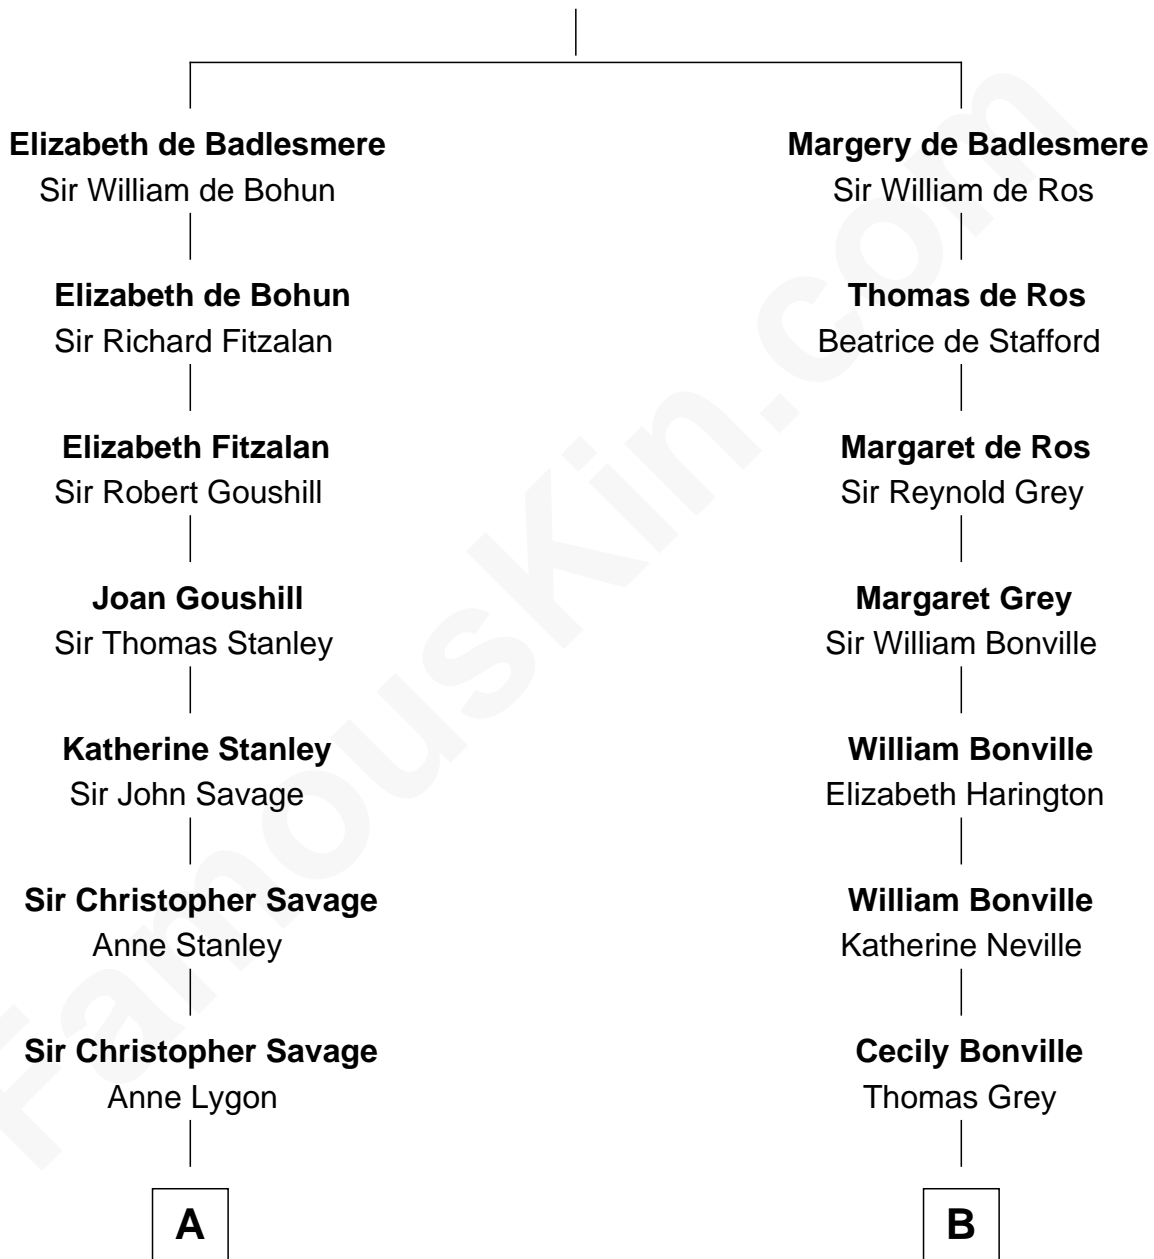 Elizabeth de Badlesmere
Sir William de Bohun
Elizabeth de Bohun
Sir Richard Fitzalan
Elizabeth Fitzalan
Sir Robert Goushill
Joan Goushill
Sir Thomas Stanley
Katherine Stanley
Sir John Savage
Sir Christopher Savage
Anne Stanley
Sir Christopher Savage
Anne Lygon
A
Margery de Badlesmere
Sir William de Ros
Thomas de Ros
Beatrice de Stafford
Margaret de Ros
Sir Reynold Grey
Margaret Grey
Sir William Bonville
William Bonville
Elizabeth Harington
William Bonville
Katherine Neville
Cecily Bonville
Thomas Grey
B
FamousKin.com